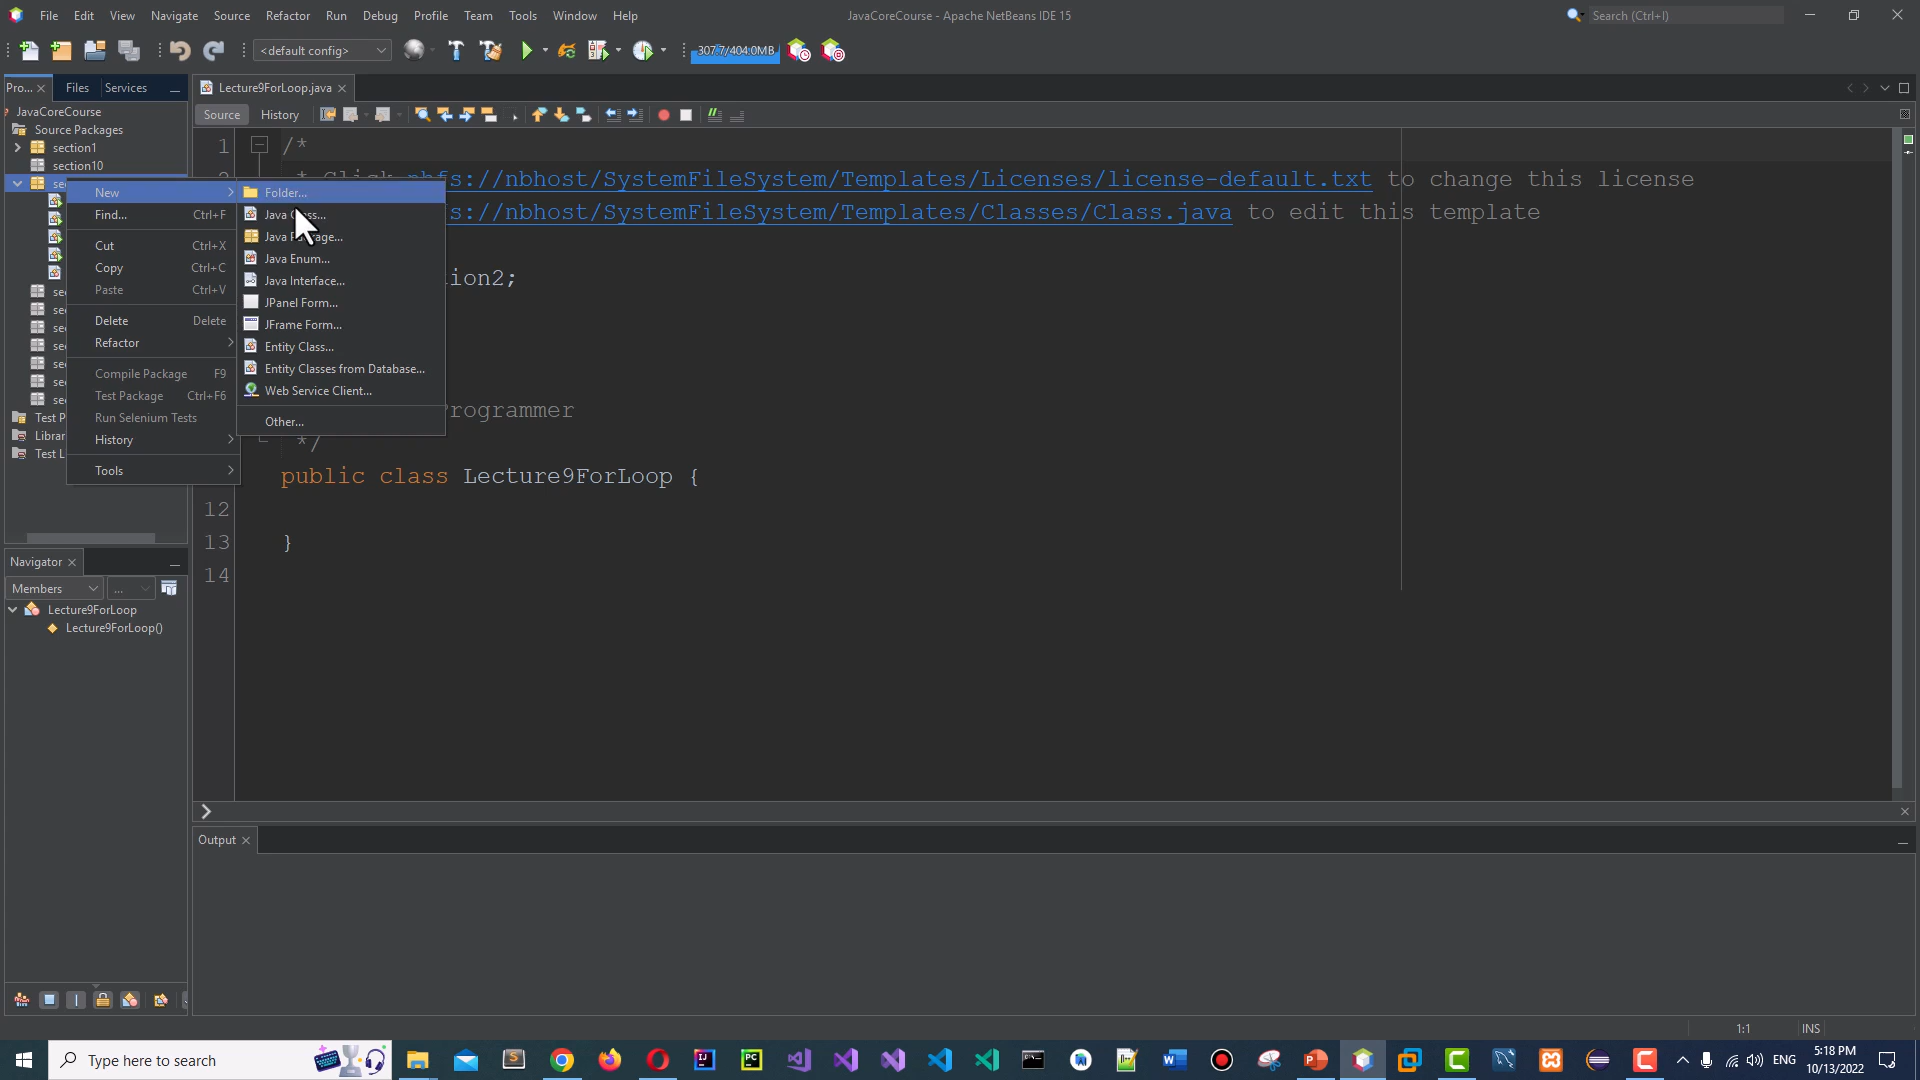 File Edit View Navigate Source Refactor Run Debug Profile Team Tools Window Help
JavaCoreCourse - Apache NetBeans IDE 15
Search (Ctrl+I)
<default config>
307.7/404.0MB
Pro... Files Services
Lecture9ForLoop.java
JavaCoreCourse
Source History
Source Packages
section1
section10
New
Find... Ctrl+F
Cut Ctrl+X
Copy Ctrl+C
Paste Ctrl+V
Delete Delete
Refactor
Compile Package F9
Test Package Ctrl+F6
Run Selenium Tests
History
Tools
Folder...
Java Class...
Java Package...
Java Enum...
Java Interface...
JPanel Form...
JFrame Form...
Entity Class...
Entity Classes from Database...
Web Service Client...
Other...
Test P
Librar
Test L
1 /*
2 * Click nbfs://nbhost/SystemFileSystem/Templates/Licenses/license-default.txt to change this license
s://nbhost/SystemFileSystem/Templates/Classes/Class.java to edit this template
ion2;
rogrammer
*/
public class Lecture9ForLoop {
12
13 }
14
Navigator
Members ...
Lecture9ForLoop
Lecture9ForLoop()
Output
1:1 INS
Type here to search
ENG
5:18 PM
10/13/2022